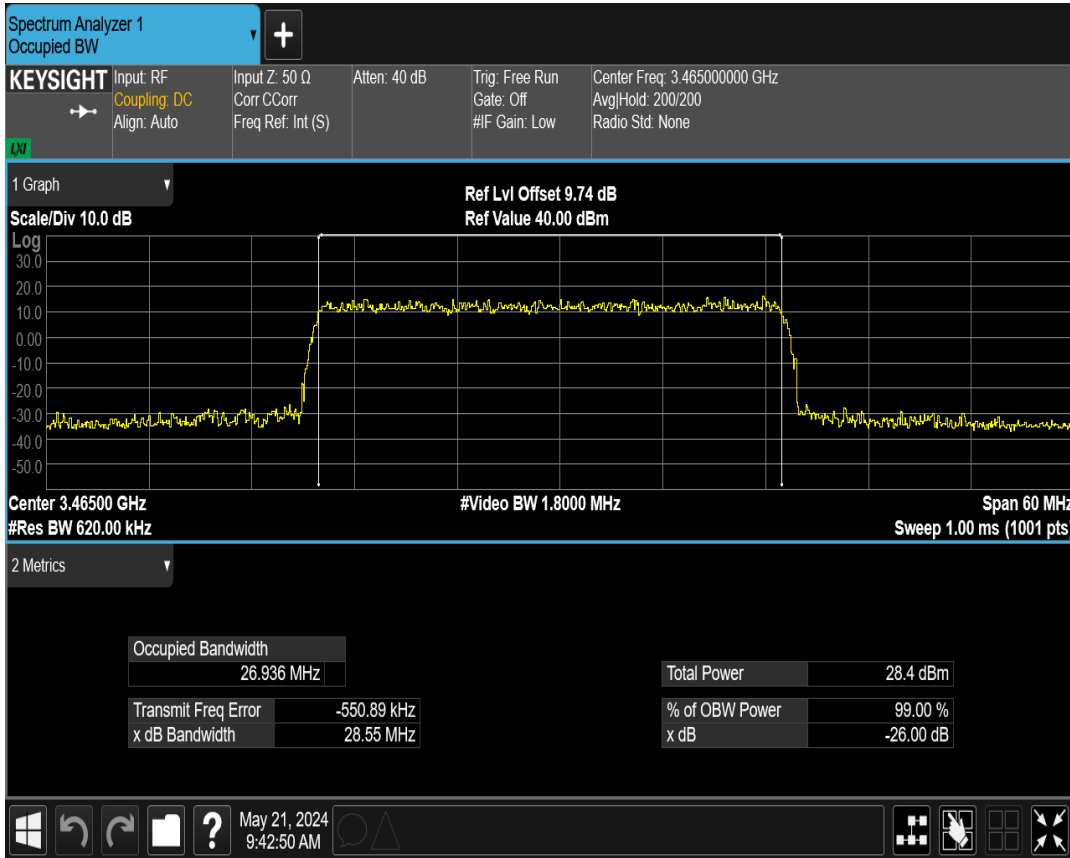 Spectrum Analyzer 1
Occupied BW
KEYSIGHT
LXI
Input: RF
Coupling: DC
Align: Auto
Input Z: 50 Ω
Corr CCorr
Freq Ref: Int (S)
Atten: 40 dB
Trig: Free Run
Gate: Off
#IF Gain: Low
Center Freq: 3.465000000 GHz
Avg|Hold: 200/200
Radio Std: None
1 Graph
Scale/Div 10.0 dB
Ref Lvl Offset 9.74 dB
Ref Value 40.00 dBm
Log
30.0
20.0
10.0
0.00
-10.0
-20.0
-30.0
-40.0
-50.0
Center 3.46500 GHz
#Video BW 1.8000 MHz
Span 60 MHz
#Res BW 620.00 kHz
Sweep 1.00 ms (1001 pts)
2 Metrics
Occupied Bandwidth
26.936 MHz
Total Power 28.4 dBm
Transmit Freq Error -550.89 kHz
% of OBW Power 99.00 %
x dB Bandwidth 28.55 MHz
x dB -26.00 dB
?
May 21, 2024
9:42:50 AM